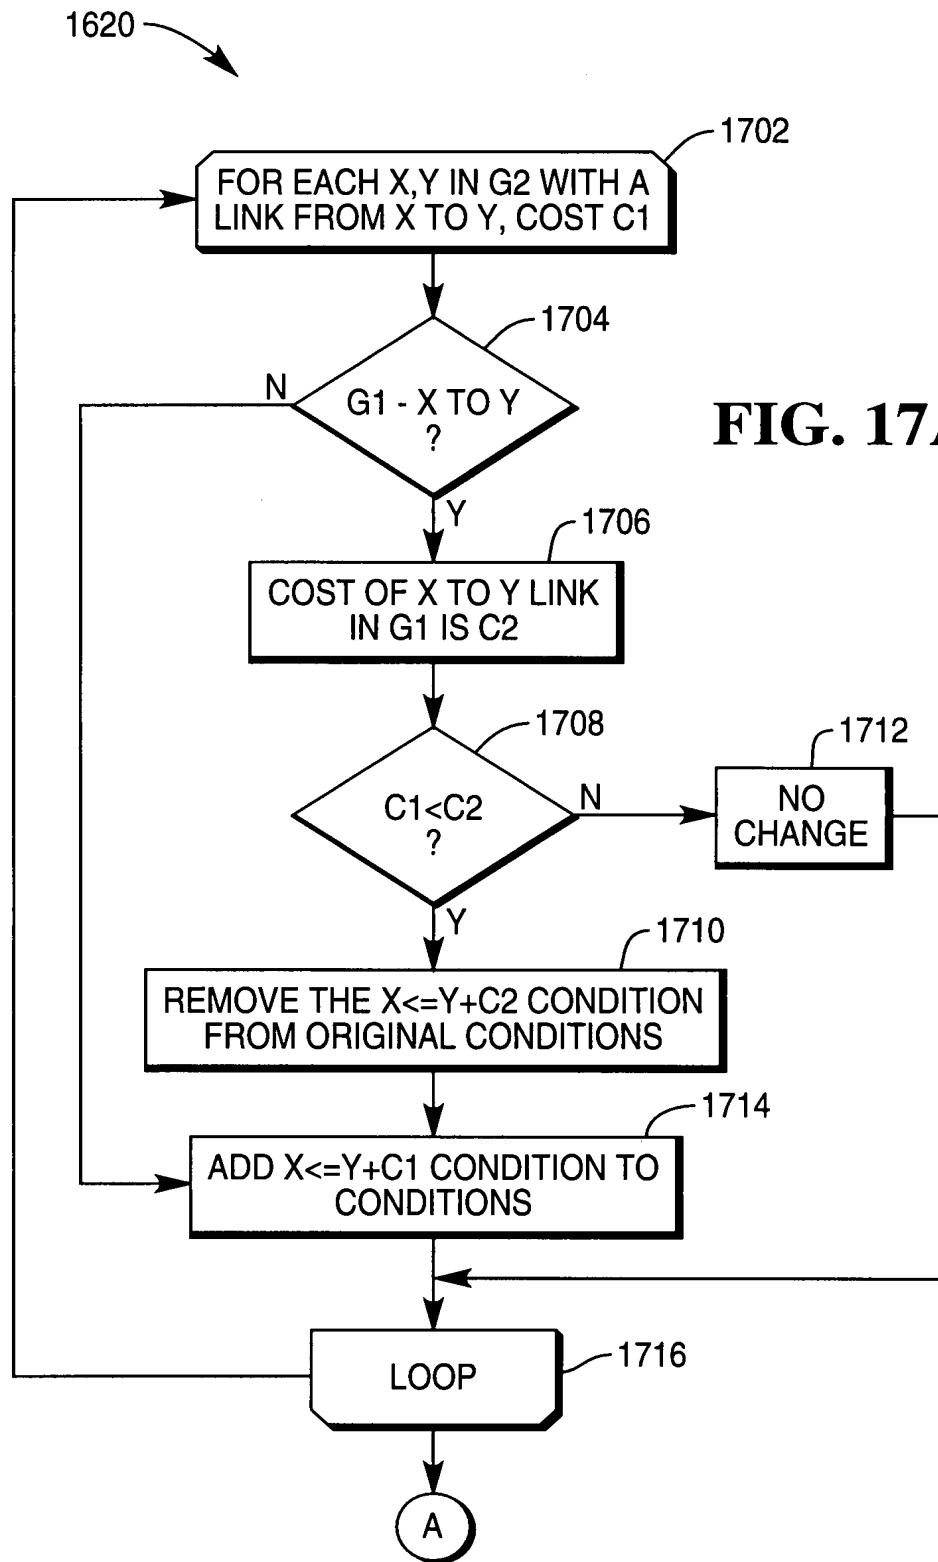 1620
1702
FOR EACH X,Y IN G2 WITH A
LINK FROM X TO Y, COST C1
1704
N
G1 - X TO Y
?
FIG. 17A
Y
1706
COST OF X TO Y LINK
IN G1 IS C2
1708
C1<C2
?
N
1712
NO
CHANGE
Y
1710
REMOVE THE X<=Y+C2 CONDITION
FROM ORIGINAL CONDITIONS
1714
ADD X<=Y+C1 CONDITION TO
CONDITIONS
LOOP
1716
A